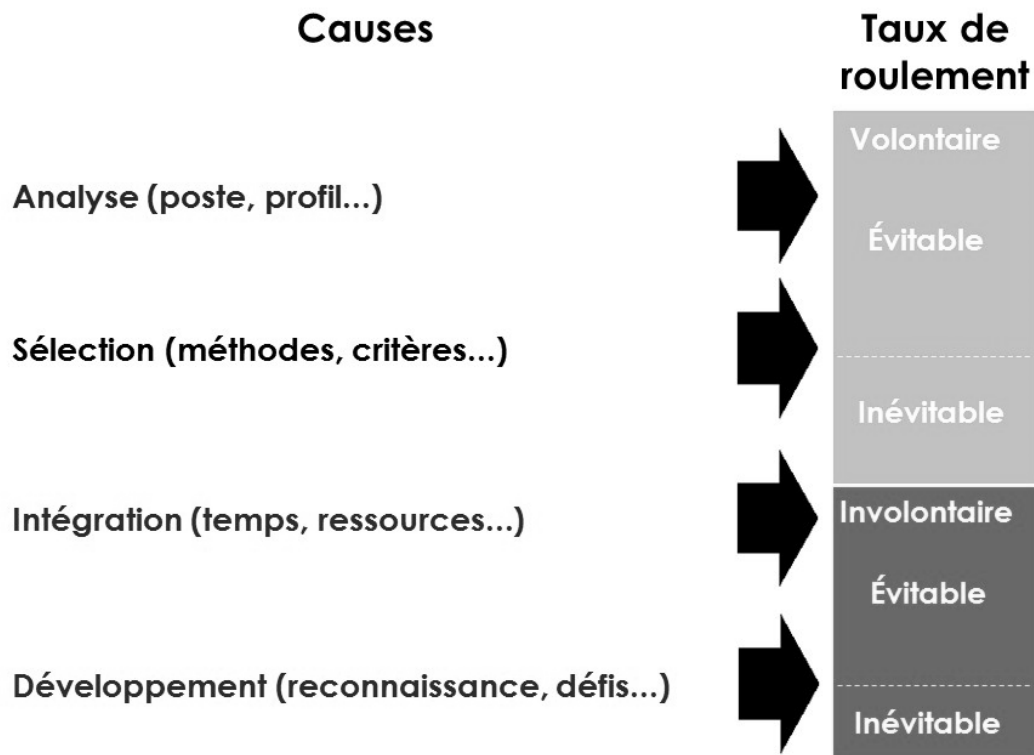 Causes
Taux de
roulement
Volontaire
Analyse (poste, profil...)
Évitable
Sélection (méthodes, critères...)
Inévitable
Intégration (temps, ressources...)
Involontaire
Évitable
Développement (reconnaissance, défis...)
Inévitable